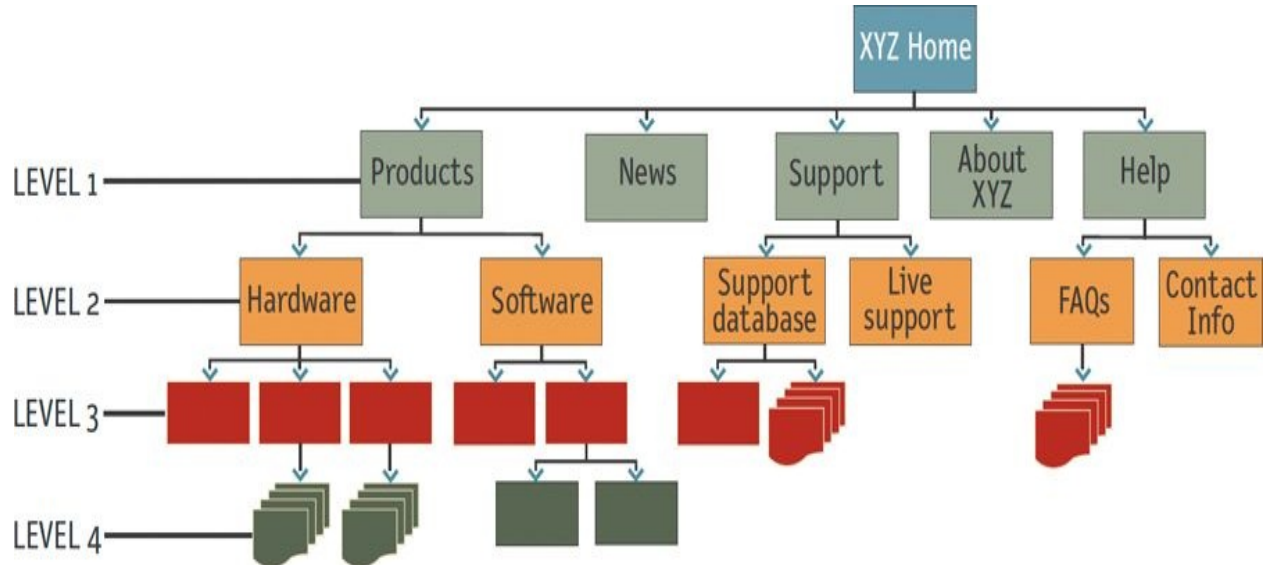 XYZ Home
LEVEL 1
Products
News
Support
About
XYZ
Help
LEVEL 2
Hardware
Software
Support
database
Live
support
FAQs
Contact
Info
LEVEL 3
LEVEL 4